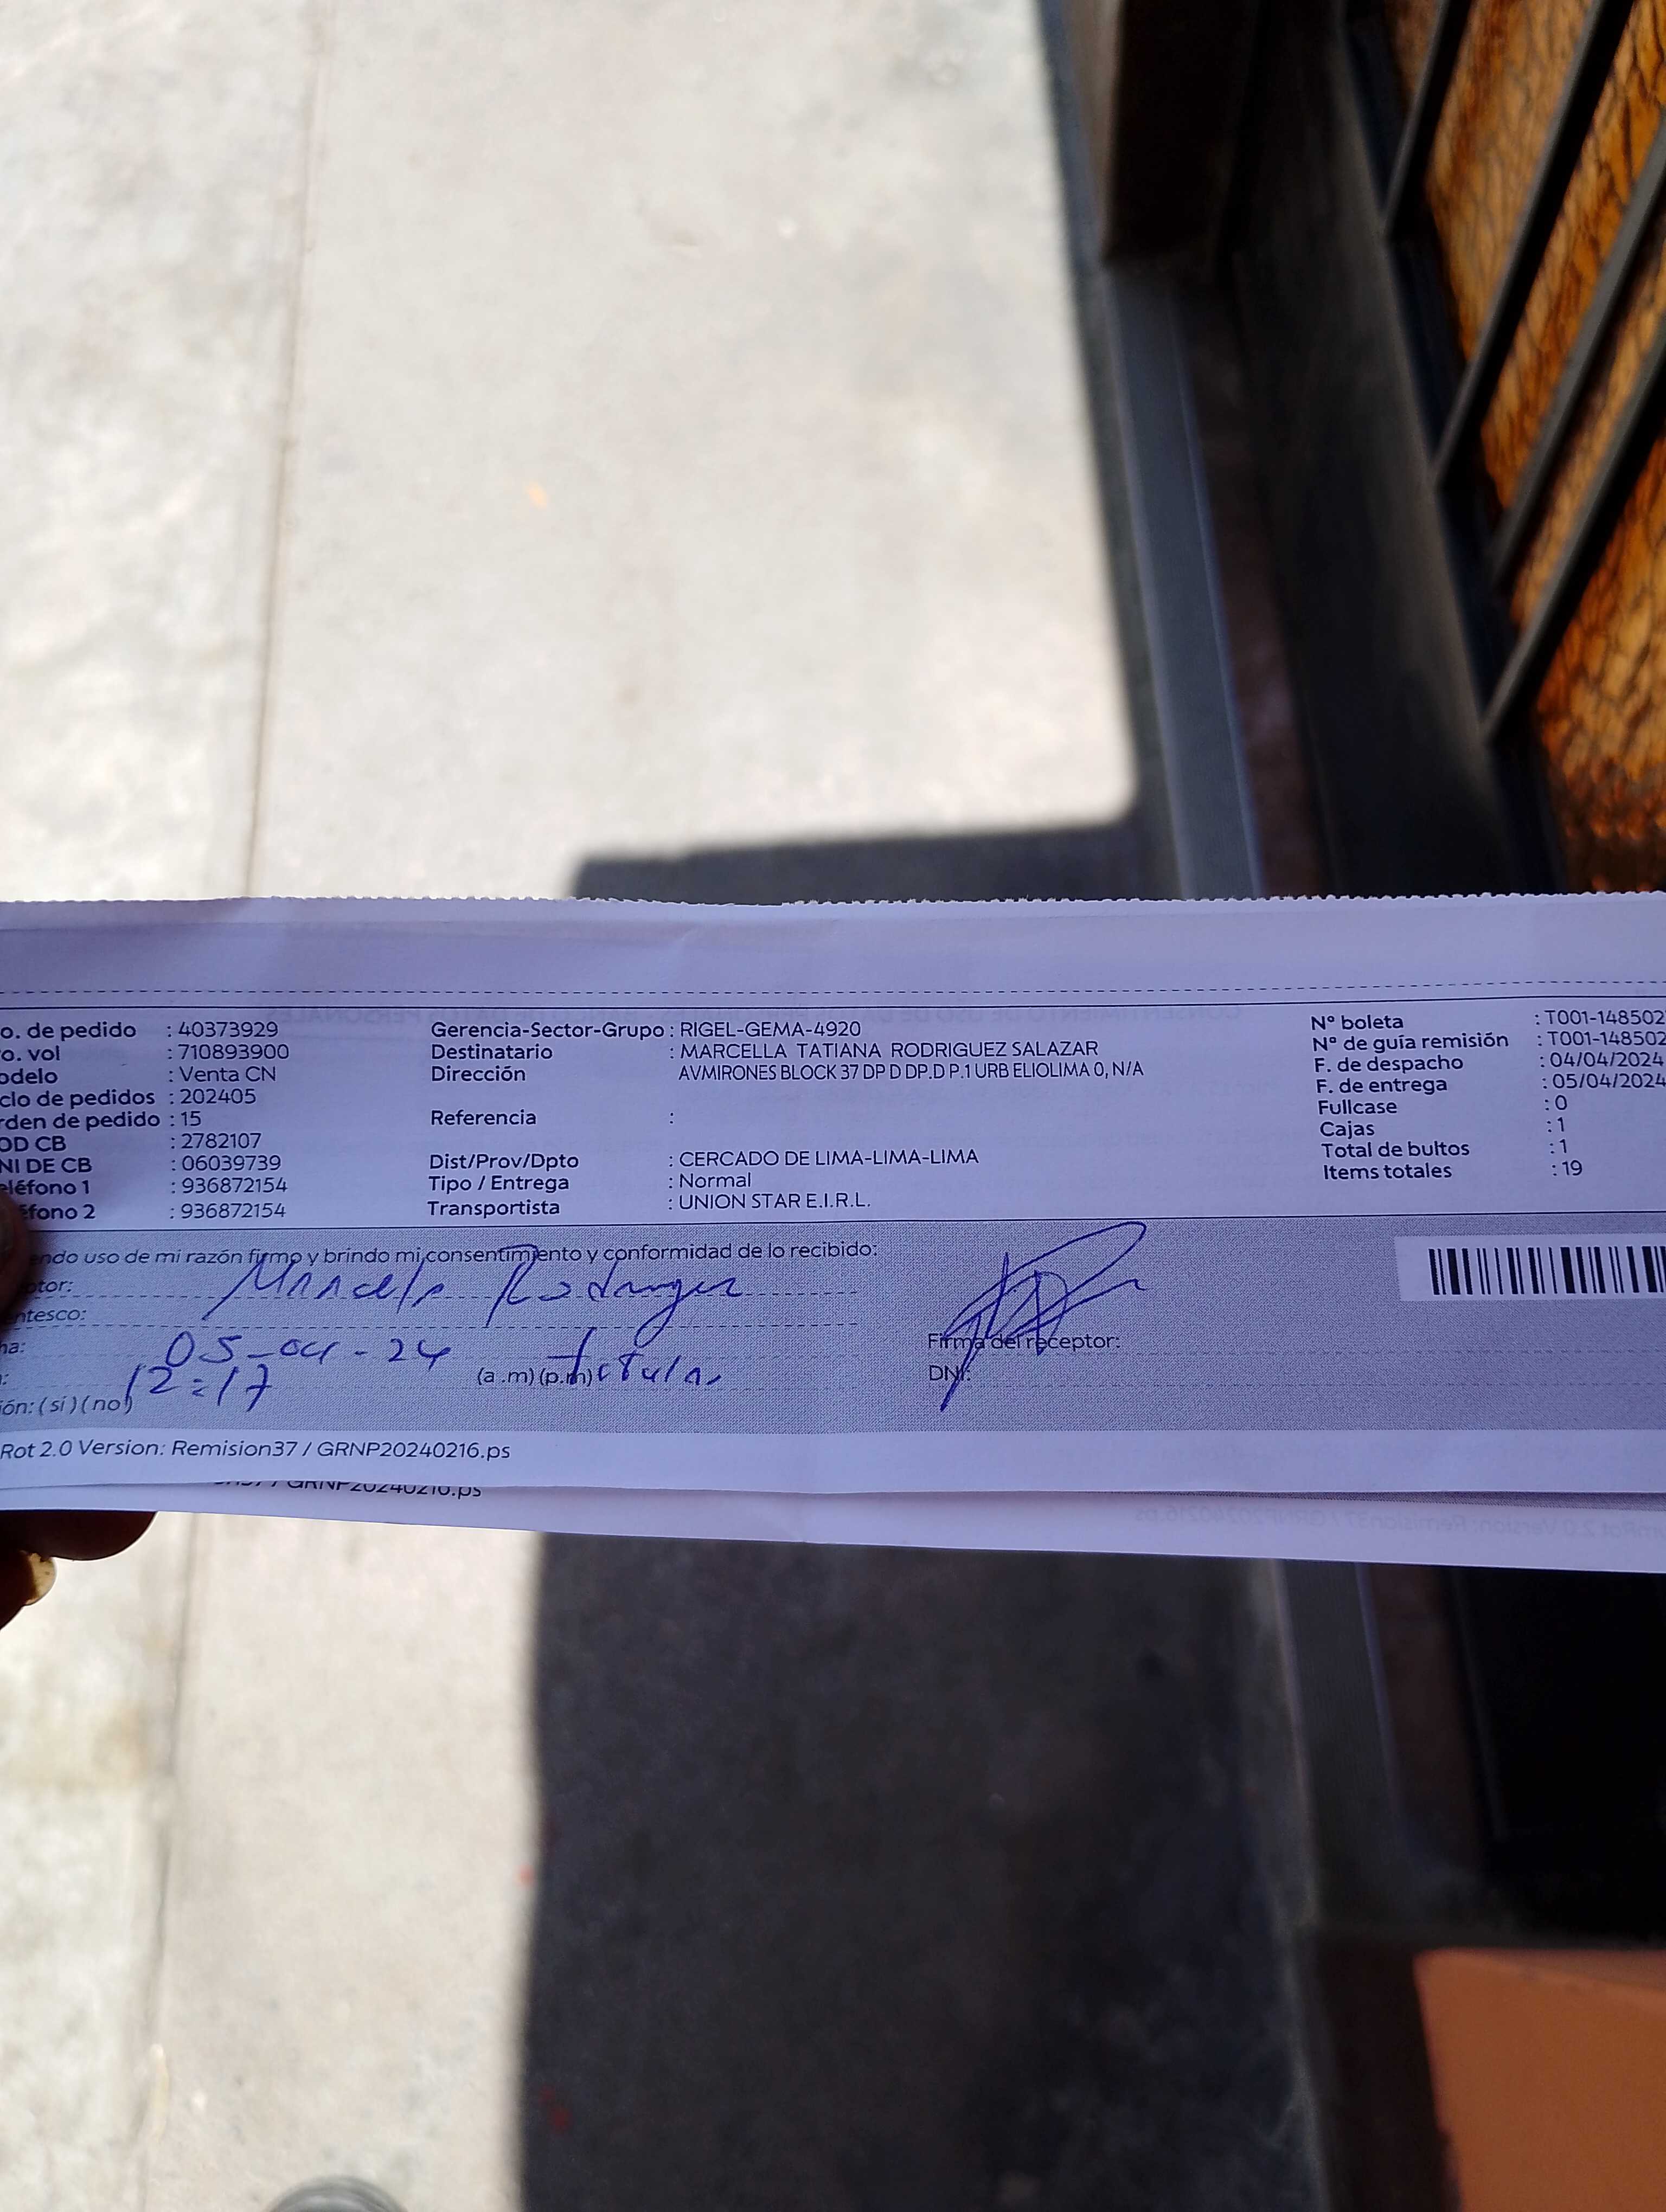 o. de pedido : 40373929 Gerencia-Sector-Grupo : RIGEL-GEMA-4920 N° boleta : T001-148502
o. vol : 710893900 Destinatario : MARCELLA TATIANA RODRIGUEZ SALAZAR N° de guía remisión : T001-148502
odelo : Venta CN Dirección AVMIRONES BLOCK 37 DP D DP.D P.1 URB ELIOLIMA 0, N/A F. de despacho : 04/04/2024
clo de pedidos : 202405 F. de entrega : 05/04/2024
rden de pedido : 15 Referencia : Fullcase : 0
OD CB : 2782107 Cajas : 1
NI DE CB : 06039739 Dist/Prov/Dpto : CERCADO DE LIMA-LIMA-LIMA Total de bultos : 1
eléfono 1 : 936872154 Tipo / Entrega : Normal Items totales : 19
éfono 2 : 936872154 Transportista : UNION STAR E.I.R.L.
endo uso de mi razón firmo y brindo mi consentimiento y conformidad de lo recibido:
ptor: Marcela Rodriguez
ntesco:
ha: 05-04-24 Firma del receptor:
: 12:17 (a.m) (p.m) titular DNI:
ión: ( si ) ( no )
Rot 2.0 Version: Remision37 / GRNP20240216.ps
GRNP20240216.ps